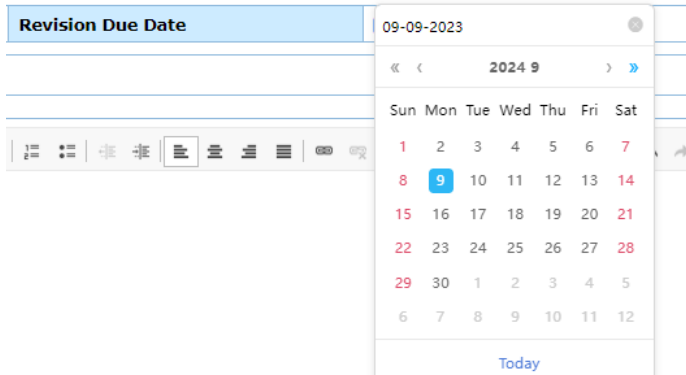 Revision Due Date
09-09-2023
« ‹ 2024 9 › »
Sun Mon Tue Wed Thu Fri Sat
1 2 3 4 5 6 7
8 9 10 11 12 13 14
15 16 17 18 19 20 21
22 23 24 25 26 27 28
29 30 1 2 3 4 5
6 7 8 9 10 11 12
Today